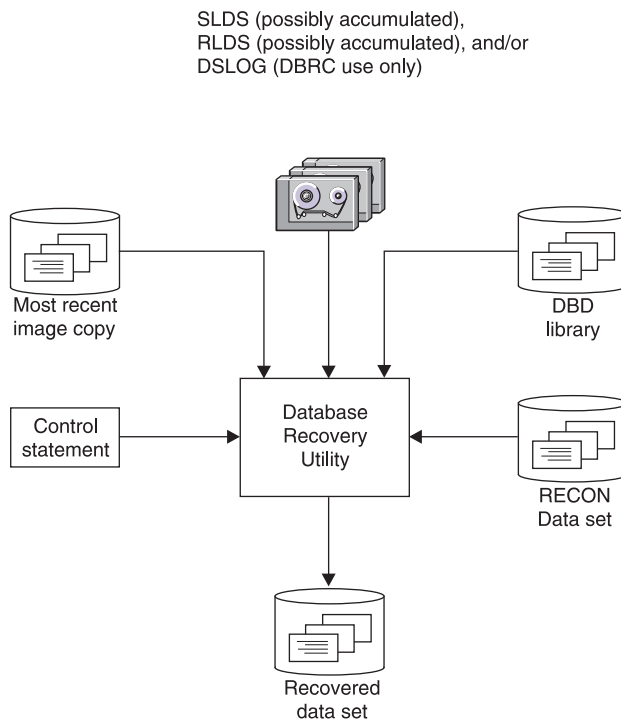 SLDS (possibly accumulated),
RLDS (possibly accumulated), and/or
DSLOG (DBRC use only)
Most recent
image copy
DBD
library
Control
statement
Database
Recovery
Utility
RECON
Data set
Recovered
data set